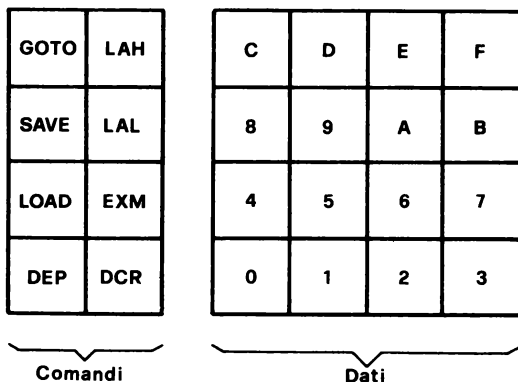 GOTO LAH C D E F
SAVE LAL 8 9 A B
LOAD EXM 4 5 6 7
DEP DCR 0 1 2 3
Comandi Dati